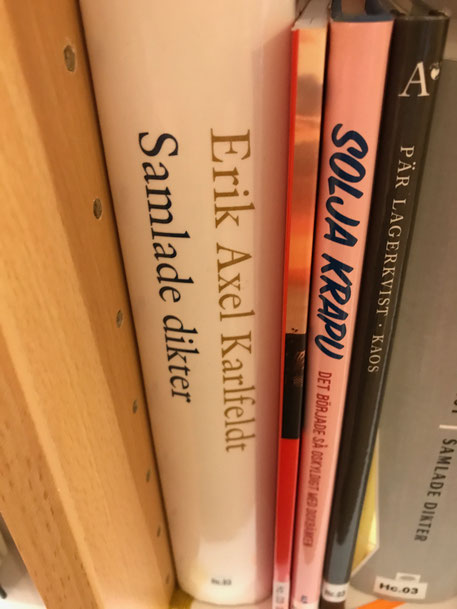 Erik Axel Karlfeldt
Samlade dikter
Hc.03
SOLJA KRAPU
DET BÖRJADE SÅ OSKYLDIGT MED BOKBÅNKEN
A
PÄR LAGERKVIST · KAOS
Hc.03
SAMLADE DIKTER
Hc.03